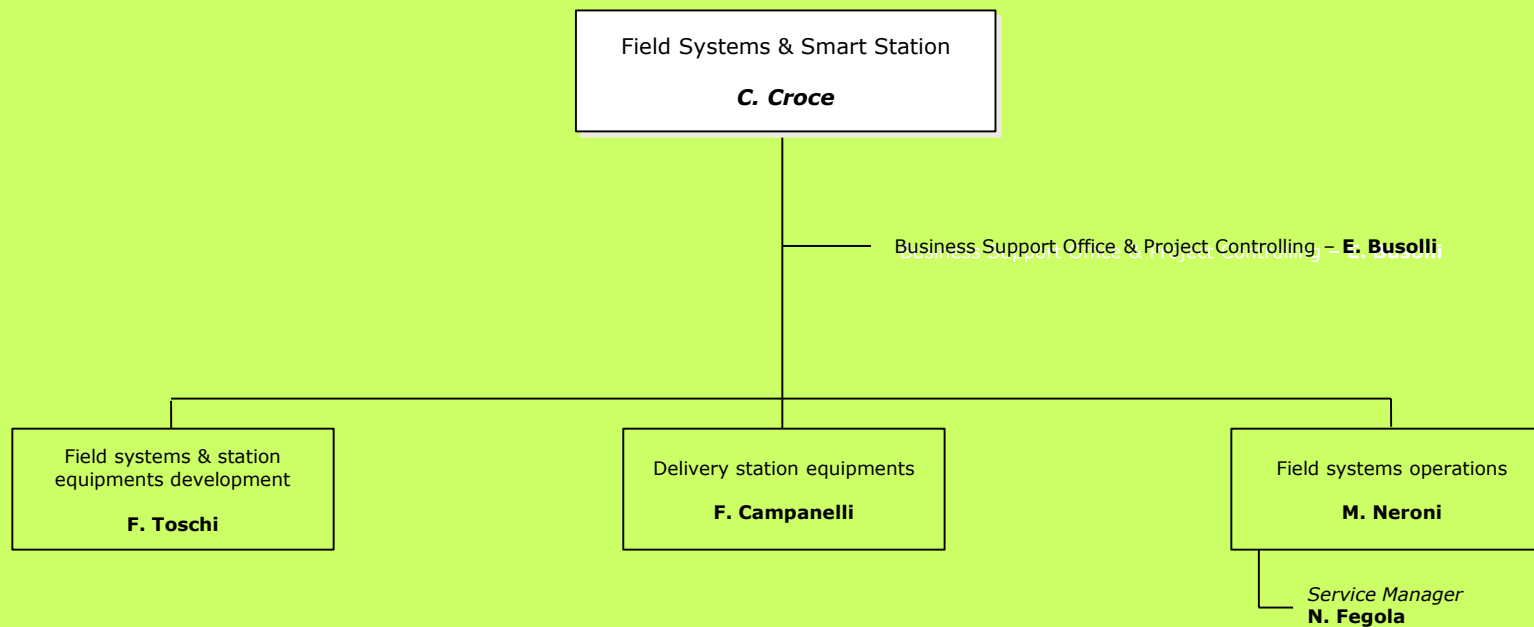 Field Systems & Smart Station
C. Croce
Business Support Office & Project Controlling – E. Busolli
Field systems & station
equipments development
F. Toschi
Delivery station equipments
F. Campanelli
Field systems operations
M. Neroni
Service Manager
N. Fegola